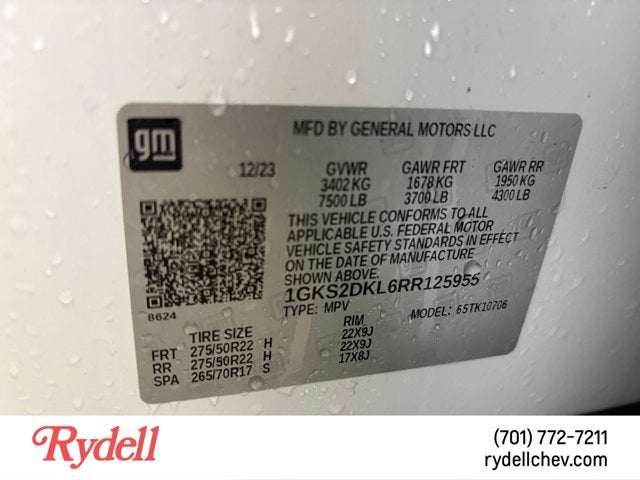 gm
MFD BY GENERAL MOTORS LLC
12/23 GVWR GAWR FRT GAWR RR
3402 KG 1678 KG 1950 KG
7500 LB 3700 LB 4300 LB
THIS VEHICLE CONFORMS TO ALL
APPLICABLE U.S. FEDERAL MOTOR
VEHICLE SAFETY STANDARDS IN EFFECT
ON THE DATE OF MANUFACTURE
SHOWN ABOVE.
8624
1GKS2DKL6RR125955
TYPE: MPV MODEL: 65TK10706
TIRE SIZE RIM
FRT 275/50R22 H 22X9J
RR 275/50R22 H 22X9J
SPA 265/70R17 S 17X8J
Rydell
(701) 772-7211
rydellchev.com